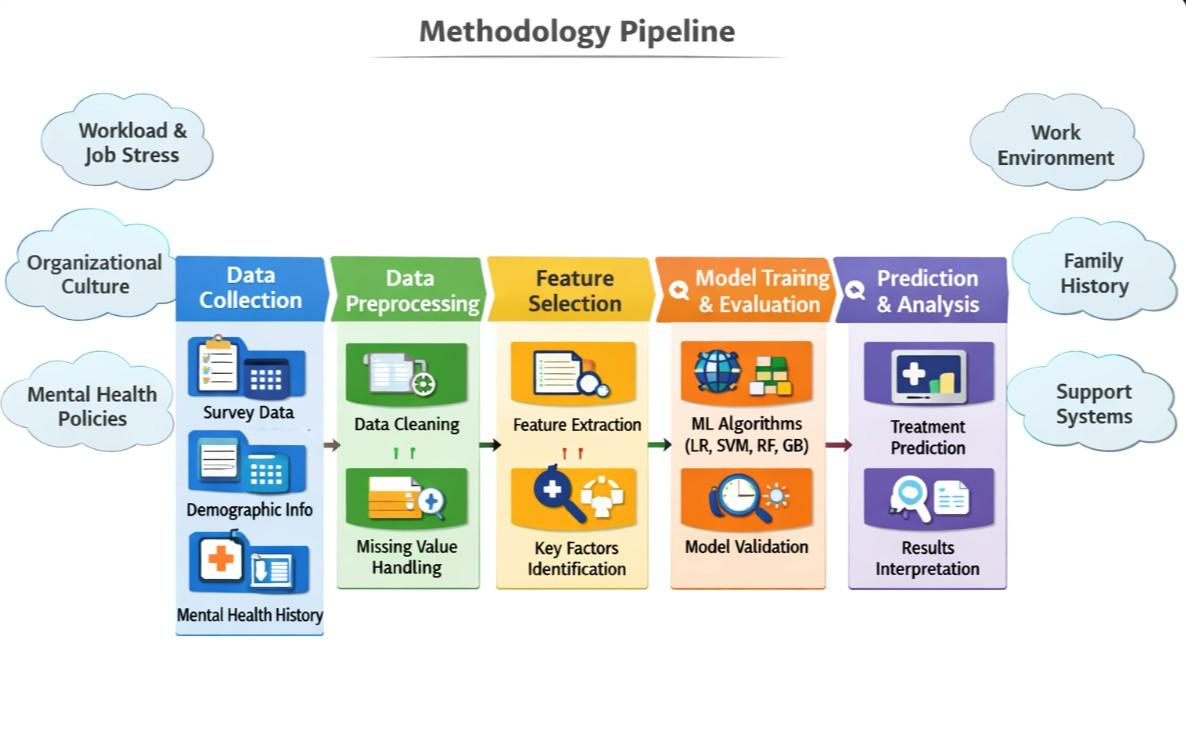 Methodology Pipeline
Workload &
Job Stress
Organizational
Culture
Mental Health
Policies
Work
Environment
Family
History
Support
Systems
Data
Collection
Survey Data
Demographic Info
Mental Health History
Data
Preprocessing
Data Cleaning
Missing Value
Handling
Feature
Selection
Feature Extraction
Key Factors
Identification
Model Traiing
& Evaluation
ML Algorithms
(LR, SVM, RF, GB)
Model Validation
Prediction
& Analysis
Treatment
Prediction
Results
Interpretation